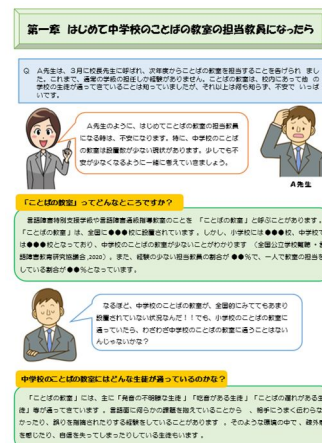 第一章　はじめて中学校のことばの教室の担当教員になったら
Q　A先生は、3月に校長先生に呼ばれ、次年度からことばの教室を担当することを告げられ まし
た。これまで、通常の学級の担任しか経験がありません。ことばの教室は、校内にあって他 の
学校の生徒が通ってきていることは知っていましたが、それ以上は何も知らず、不安で いっぱ
いです。
A先生のように、はじめてことばの教室の担当教員
になる時は、不安になります。特に、中学校のことば
の教室は設置数が少ない現状があります。少しでも不
安が少なくなるように一緒に考えていきましょう。
A先生
「ことばの教室」ってどんなところですか？
言語障害特別支援学級や言語障害通級指導教室のことを 「ことばの教室」と呼ぶことがあります。
「ことばの教室」は、全国に●●●校に設置されています。しかし、小学校には●●●校、中学校で
は●●●校となっており、中学校のことばの教室が少ないことがわかります （全国公立学校難聴・
語障害教育研究協議会,2020）。また、経験の少ない担当教員の割合が ●●％で、一人で教室の担当を
している割合が●●％となっています。
なるほど、中学校のことばの教室が、全国的にみててもあまり
設置されていない状況なんだ！！でも、小学校のことばの教室に
通っていたら、わざわざ中学校のことばの教室に通うことはない
んじゃないかな？
中学校のことばの教室にはどんな生徒が通っているのかな？
「ことばの教室」には、主に「発音の不明瞭な生徒」「吃音がある生徒」「ことばの遅れがある生
徒」等が通ってきています 。言語面に何らかの課題を抱えていることから 、相手にうまく伝わらな
かったり、誤りを指摘されたりする経験をしていることがあります 。そのような環境の中で、疎外
を感じたり、自信を失ってしまったりしている生徒もいます 。